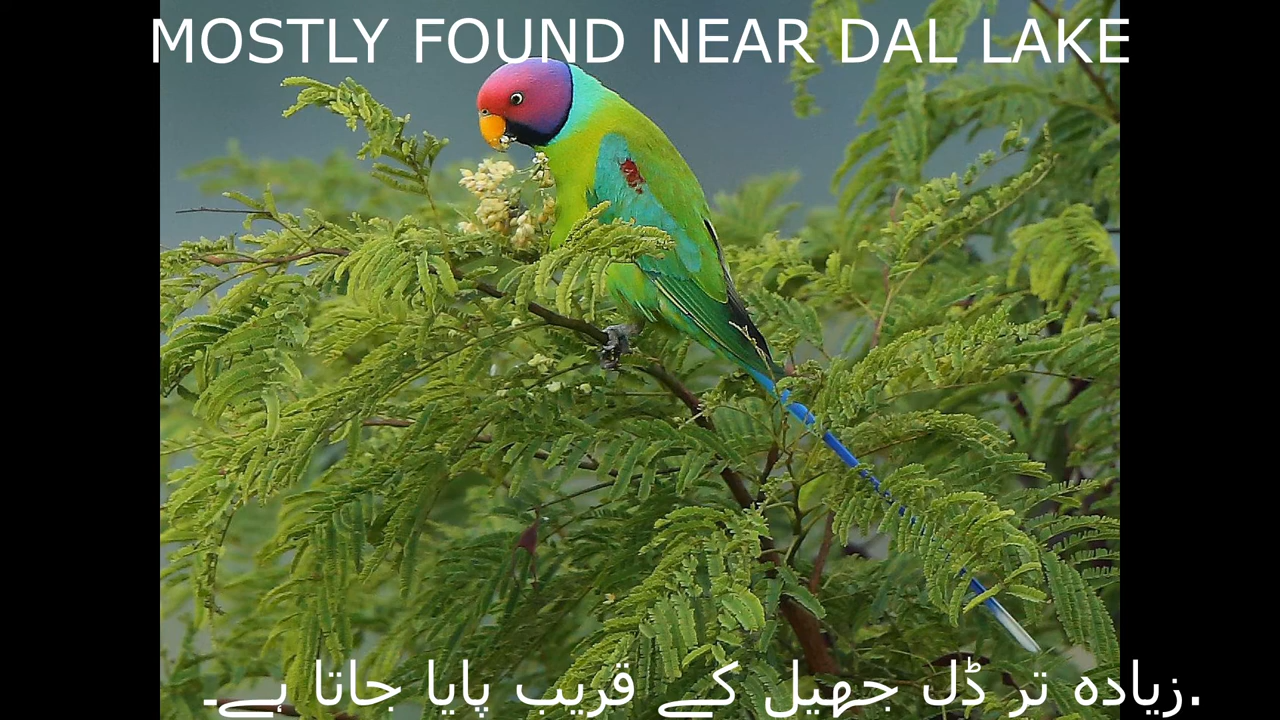 MOSTLY FOUND NEAR DAL LAKE
زیادہ تر ڈل جھیل کے قریب پایا جاتا ہے۔.